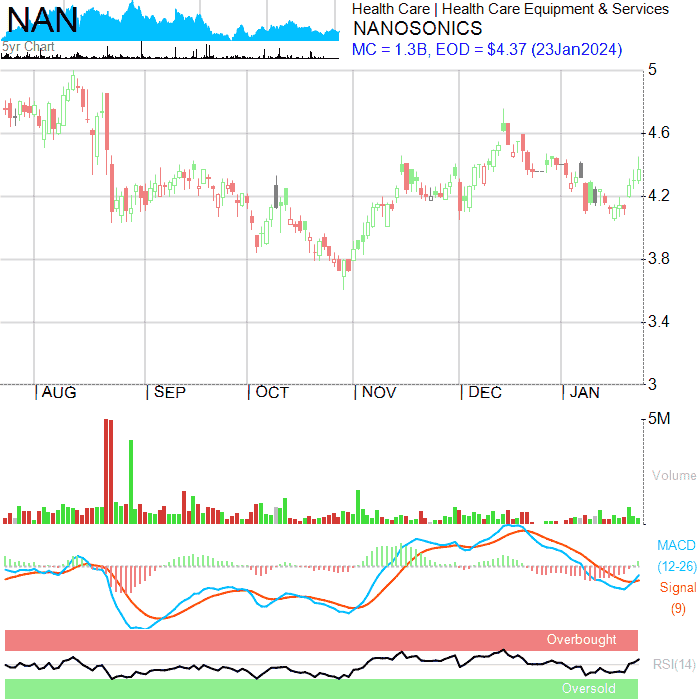 NAN
5yr Chart
Health Care | Health Care Equipment & Services
NANOSONICS
MC = 1.3B, EOD = $4.37 (23Jan2024)
5
4.6
4.2
3.8
3.4
3
| AUG | SEP | OCT | NOV | DEC | JAN
5M
Volume
MACD
(12-26)
Signal
(9)
Overbought
RSI(14)
Oversold